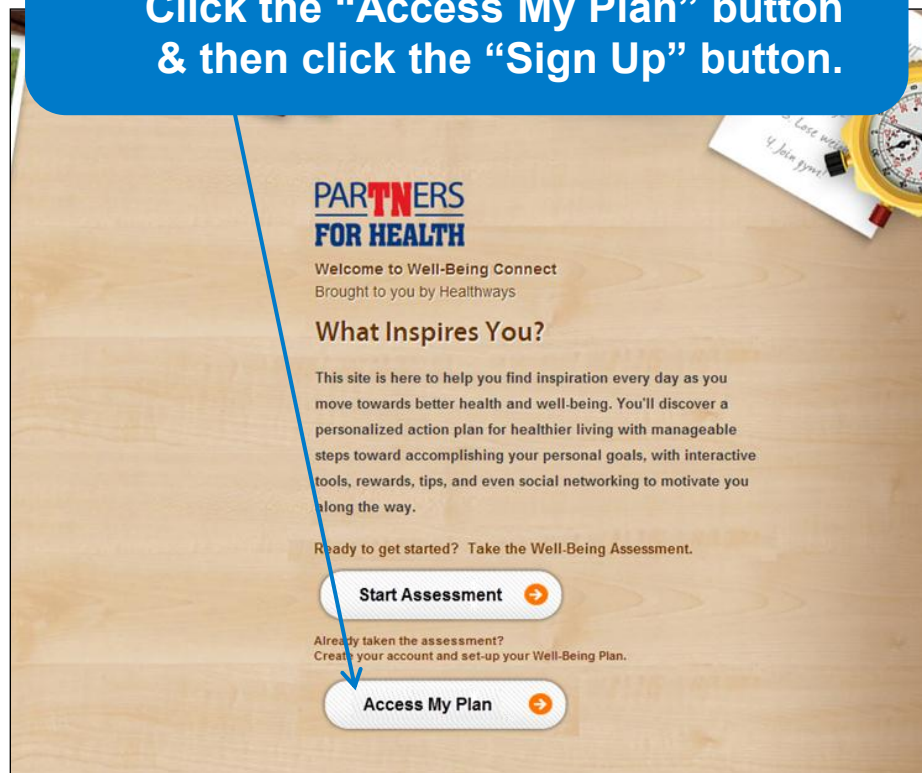 Click the “Access My Plan” button
& then click the “Sign Up” button.
3. Lose
4. Join gym!
PARTNERS
FOR HEALTH
Welcome to Well-Being Connect
Brought to you by Healthways
What Inspires You?
This site is here to help you find inspiration every day as you
move towards better health and well-being. You'll discover a
personalized action plan for healthier living with manageable
steps toward accomplishing your personal goals, with interactive
tools, rewards, tips, and even social networking to motivate you
along the way.
Ready to get started? Take the Well-Being Assessment.
Start Assessment
Already taken the assessment?
Create your account and set-up your Well-Being Plan.
Access My Plan